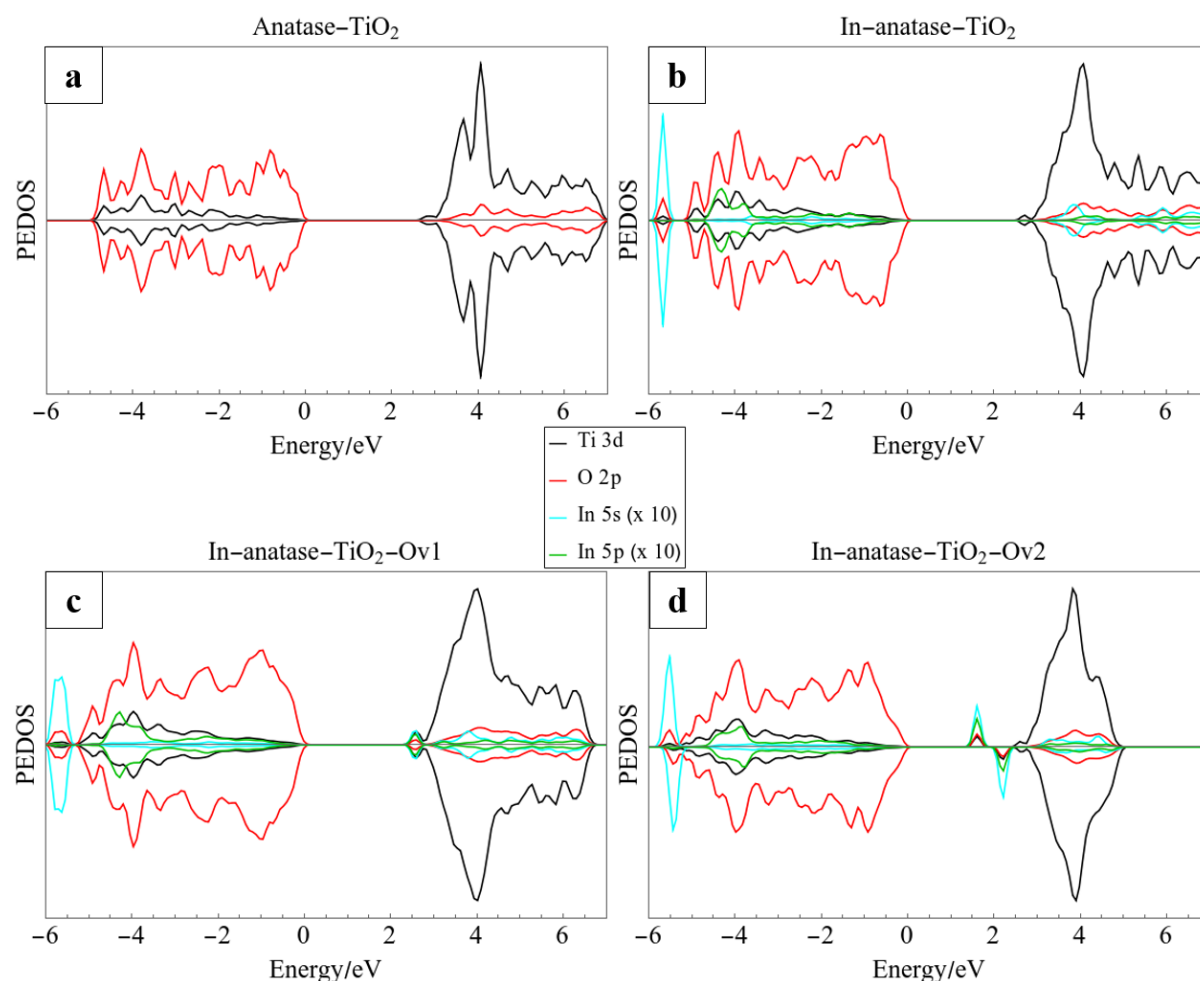 Anatase–TiO₂
In–anatase–TiO₂
a
b
PEDOS
PEDOS
−6 −4 −2 0 2 4 6
−6 −4 −2 0 2 4 6
Energy/eV
Energy/eV
Ti 3d
O 2p
In 5s (x 10)
In 5p (x 10)
In–anatase–TiO₂–Ov1
In–anatase–TiO₂–Ov2
c
d
PEDOS
PEDOS
−6 −4 −2 0 2 4 6
−6 −4 −2 0 2 4 6
Energy/eV
Energy/eV